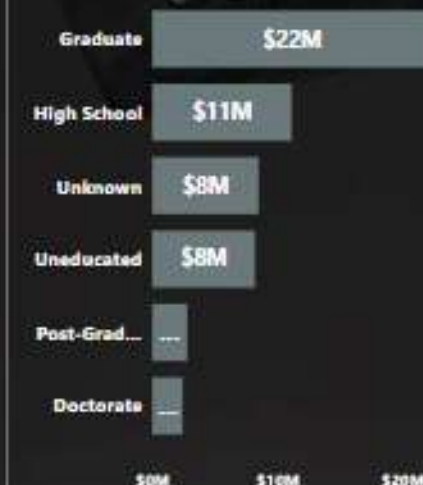 Graduate $22M
High School $11M
Unknown $8M
Uneducated $8M
Post-Grad... ...
Doctorate ...
$0M $10M $20M